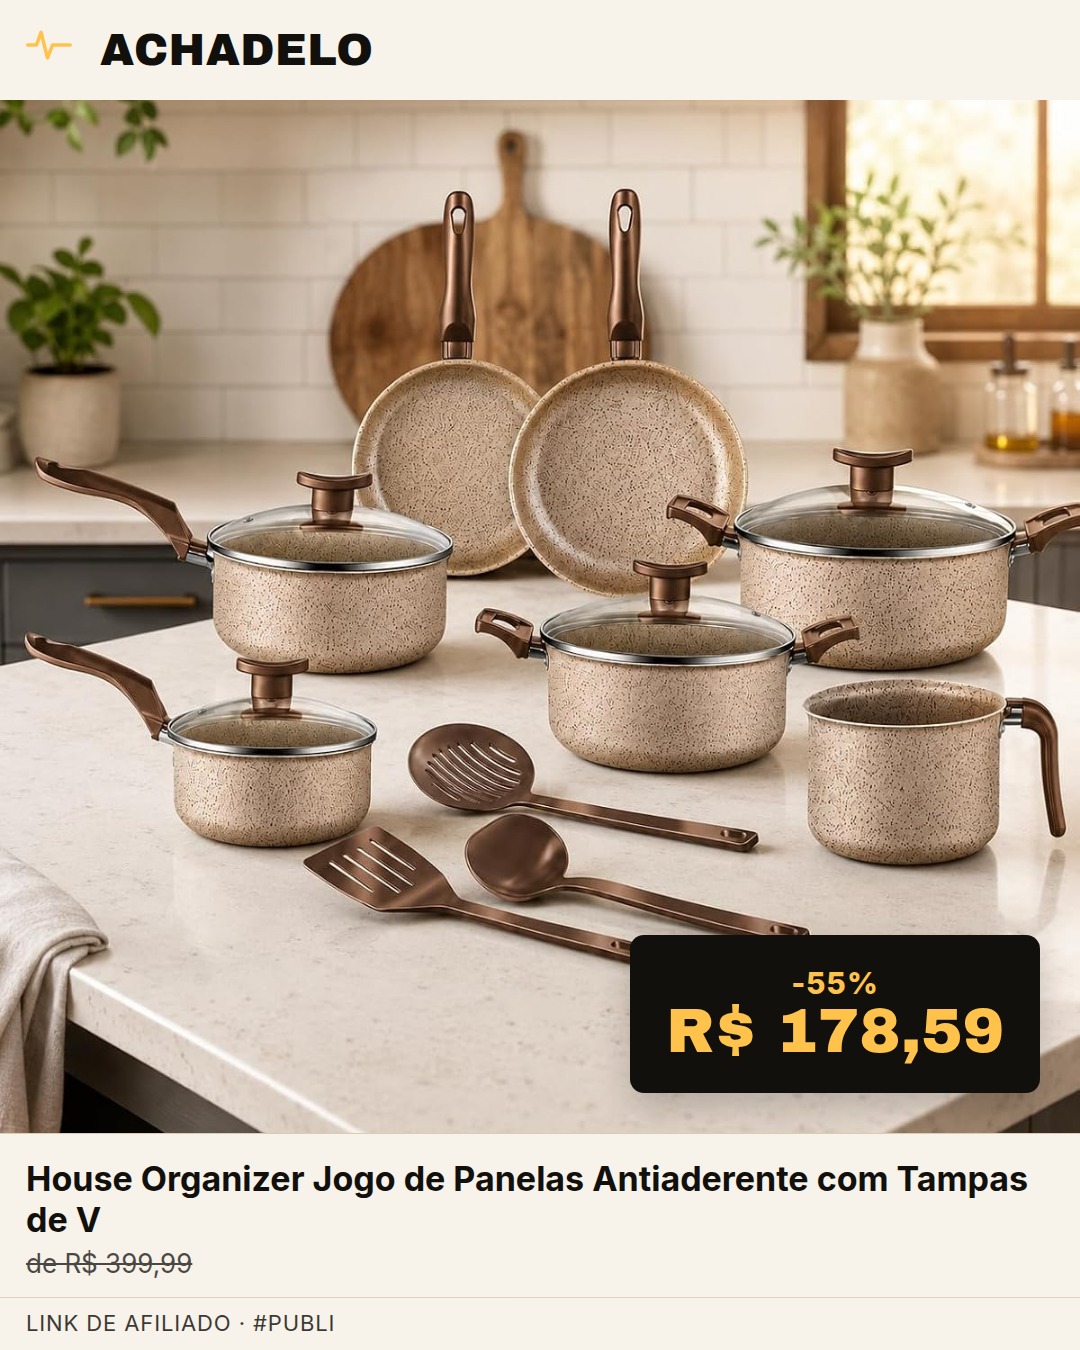 ACHADELO
-55%
R$ 178,59
House Organizer Jogo de Panelas Antiaderente com Tampas
de V
de R$ 399,99
LINK DE AFILIADO · #PUBLI